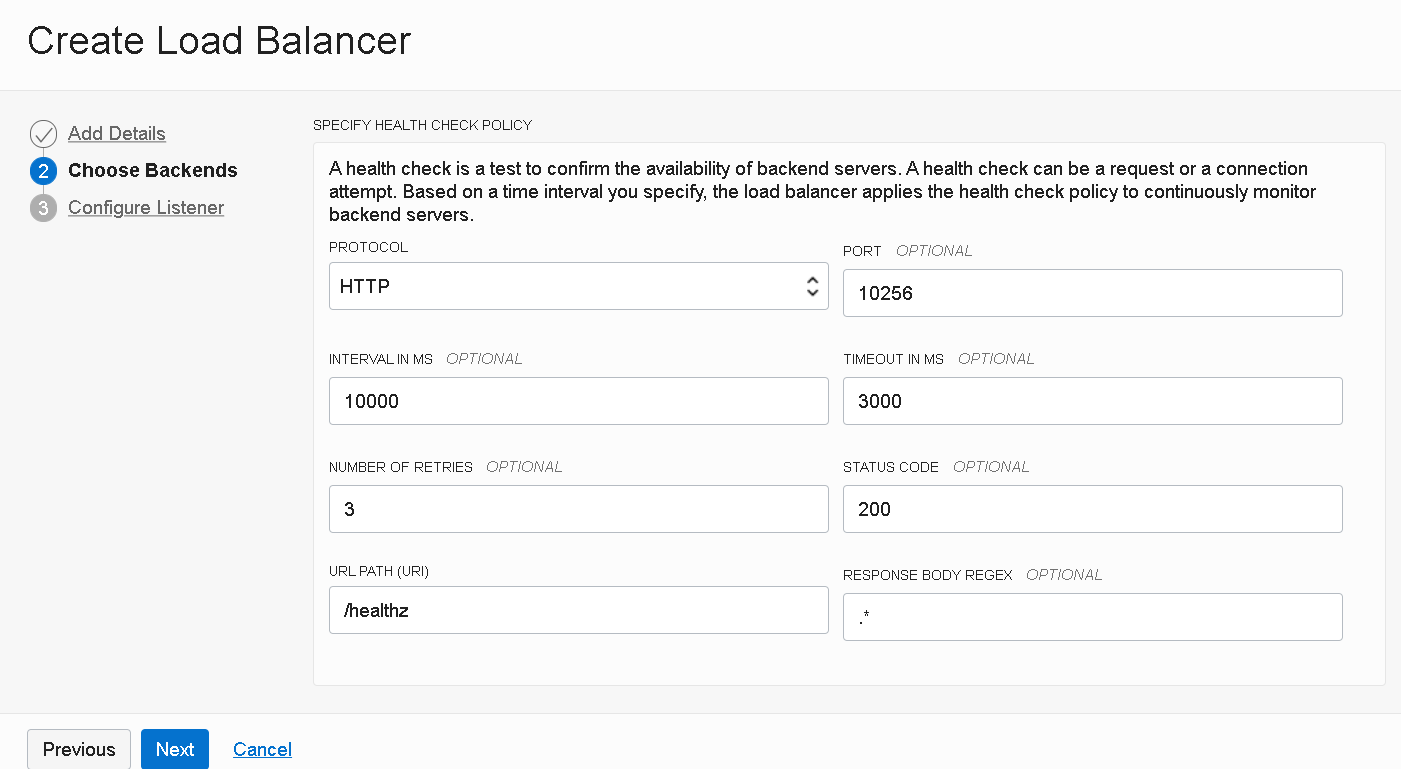 Create Load Balancer
Add Details
2 Choose Backends
3 Configure Listener
SPECIFY HEALTH CHECK POLICY
A health check is a test to confirm the availability of backend servers. A health check can be a request or a connection
attempt. Based on a time interval you specify, the load balancer applies the health check policy to continuously monitor
backend servers.
PROTOCOL
HTTP
PORT OPTIONAL
10256
INTERVAL IN MS OPTIONAL
10000
TIMEOUT IN MS OPTIONAL
3000
NUMBER OF RETRIES OPTIONAL
3
STATUS CODE OPTIONAL
200
URL PATH (URI)
/healthz
RESPONSE BODY REGEX OPTIONAL
.*
Previous Next Cancel